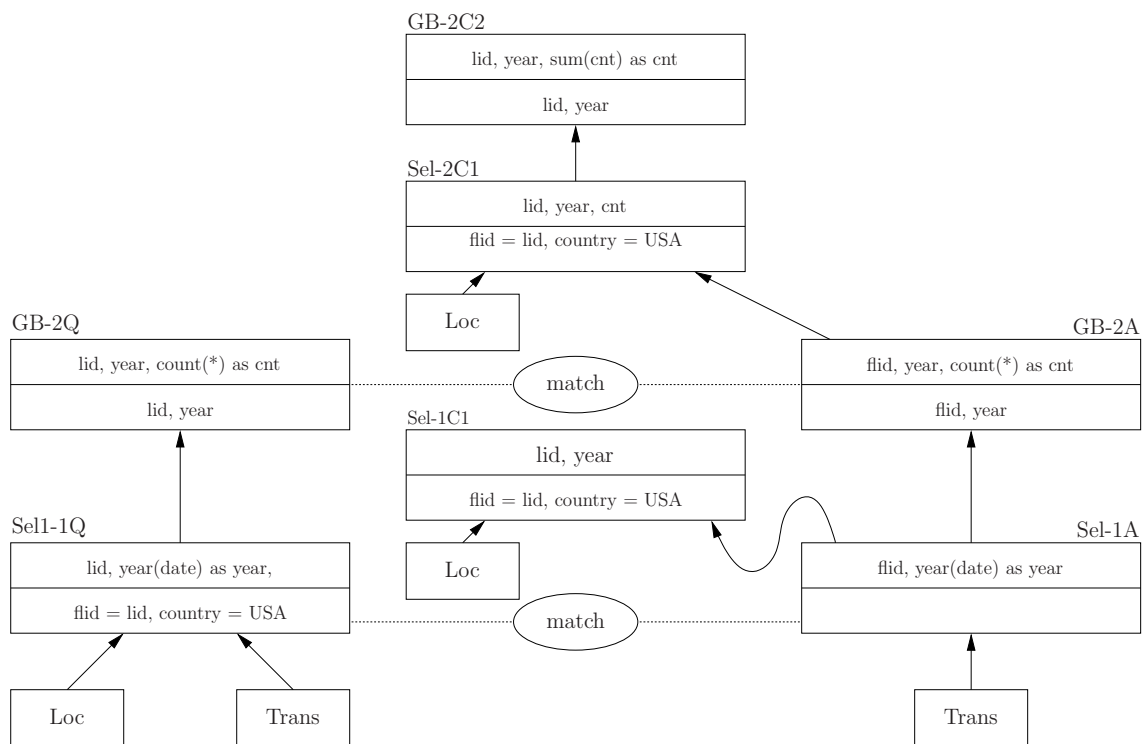 GB-2C2
lid, year, sum(cnt) as cnt
lid, year
Sel-2C1
lid, year, cnt
flid = lid, country = USA
Loc
GB-2Q
lid, year, count(*) as cnt
lid, year
match
GB-2A
flid, year, count(*) as cnt
flid, year
Sel-1C1
lid, year
flid = lid, country = USA
Loc
Sel1-1Q
lid, year(date) as year,
flid = lid, country = USA
match
Sel-1A
flid, year(date) as year
Loc
Trans
Trans